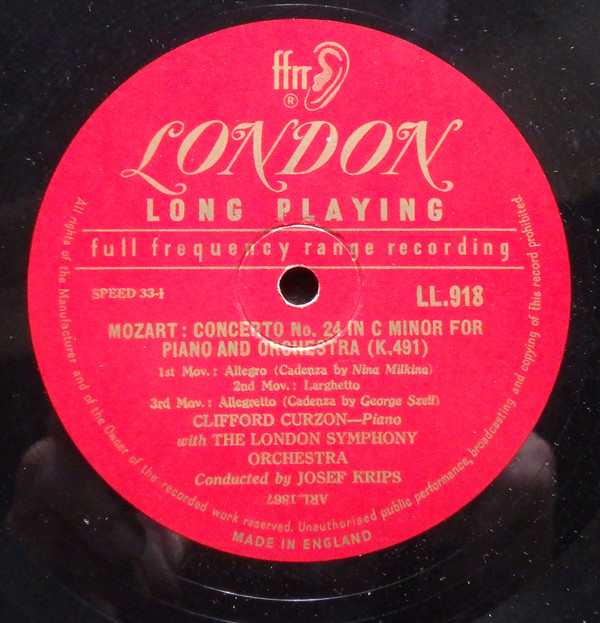 ffrr
®
LONDON
LONG PLAYING
full frequency range recording
SPEED 33-⅓
LL.918
MOZART: CONCERTO No. 24 IN C MINOR FOR
PIANO AND ORCHESTRA (K.491)
1st Mov.: Allegro (Cadenza by Nina Milkina)
2nd Mov.: Larghetto
3rd Mov.: Allegretto (Cadenza by George Szell)
CLIFFORD CURZON—Piano
with THE LONDON SYMPHONY
ORCHESTRA
Conducted by JOSEF KRIPS
ARL"1867
All rights of the Manufacturer and of the Owner of the recorded work reserved. Unauthorised public performance, broadcasting and copying of this record prohibited.
MADE IN ENGLAND